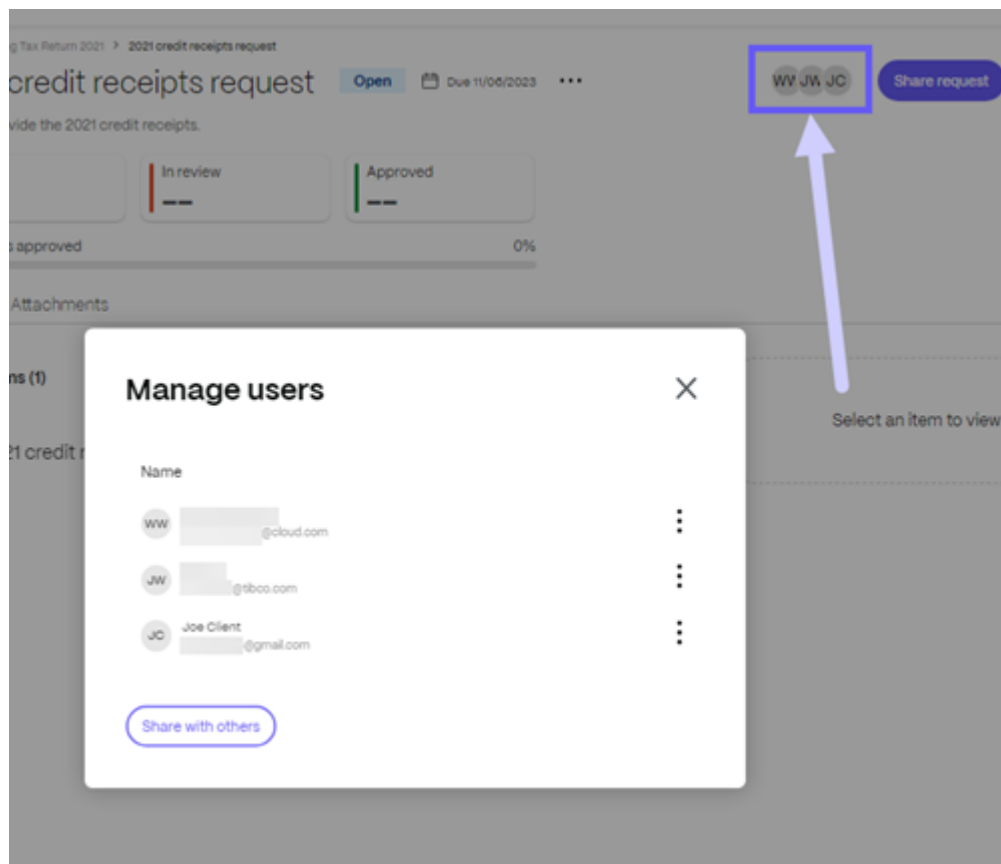 g Tax Return 2021 > 2021 credit receipts request
credit receipts request Open Due 11/06/2023 ••• WW JW JC Share request
vide the 2021 credit receipts.
In review Approved
-- --
s approved 0%
Attachments
ms (1)
Select an item to view
21 credit r
Manage users
Name
WW
@cloud.com
JW
@tibco.com
JC Joe Client
@gmail.com
Share with others